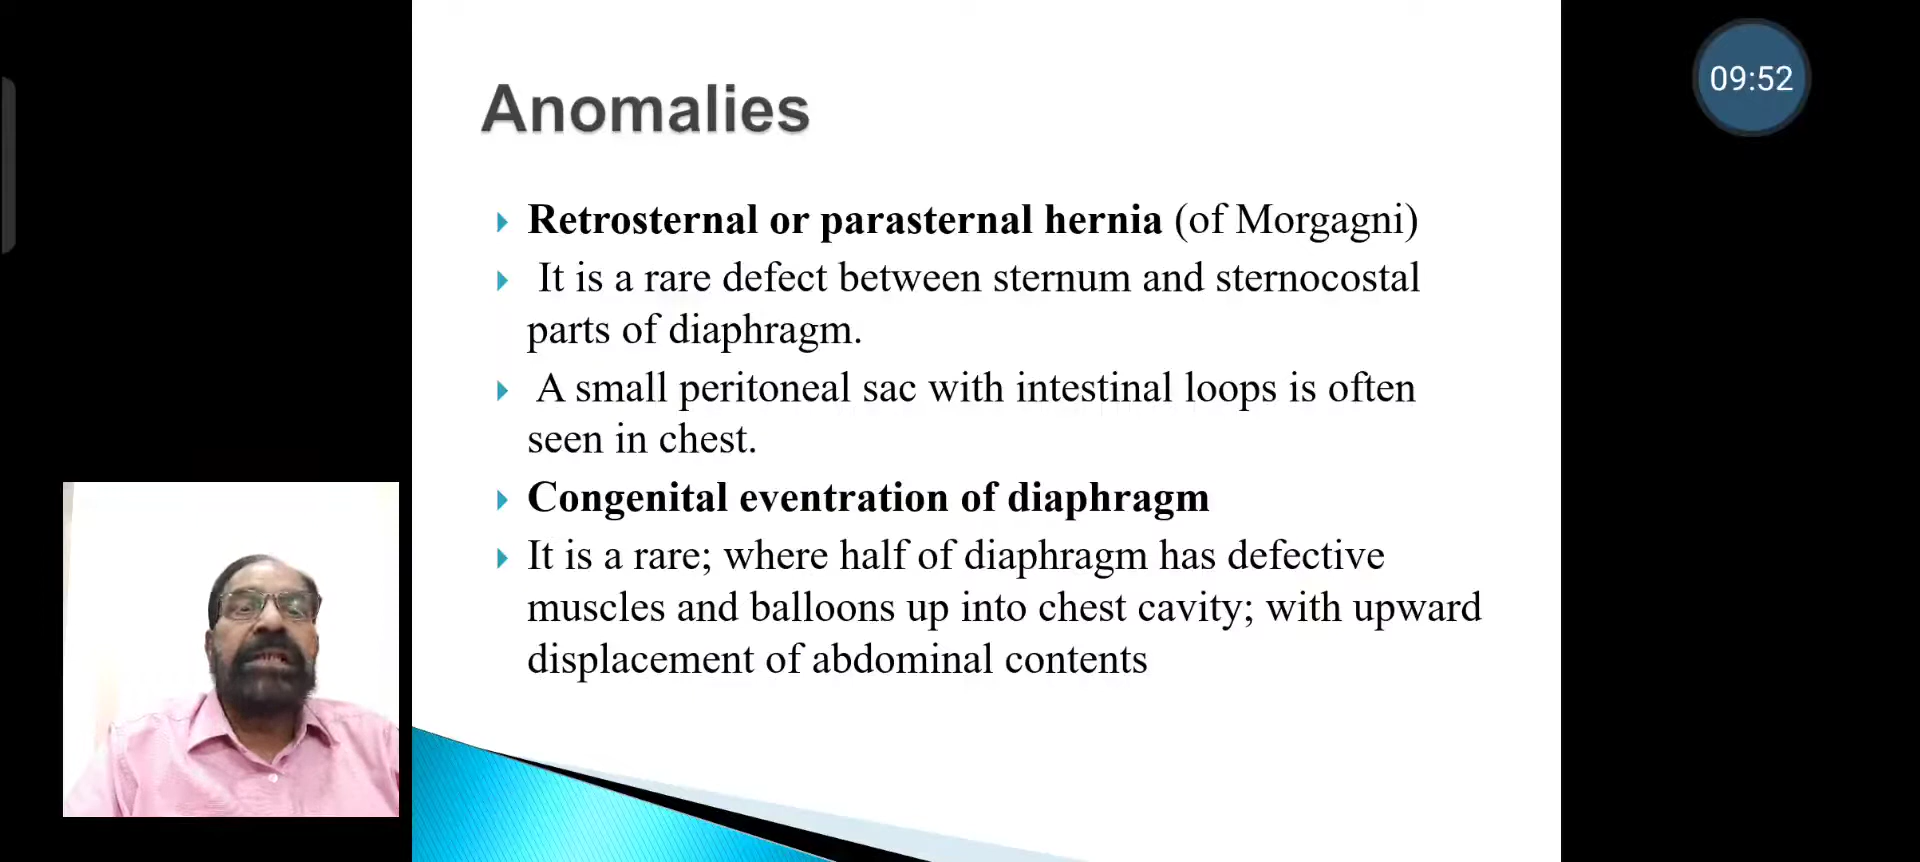 09:52
Anomalies
Retrosternal or parasternal hernia (of Morgagni)
It is a rare defect between sternum and sternocostal
parts of diaphragm.
A small peritoneal sac with intestinal loops is often
seen in chest.
Congenital eventration of diaphragm
It is a rare; where half of diaphragm has defective
muscles and balloons up into chest cavity; with upward
displacement of abdominal contents